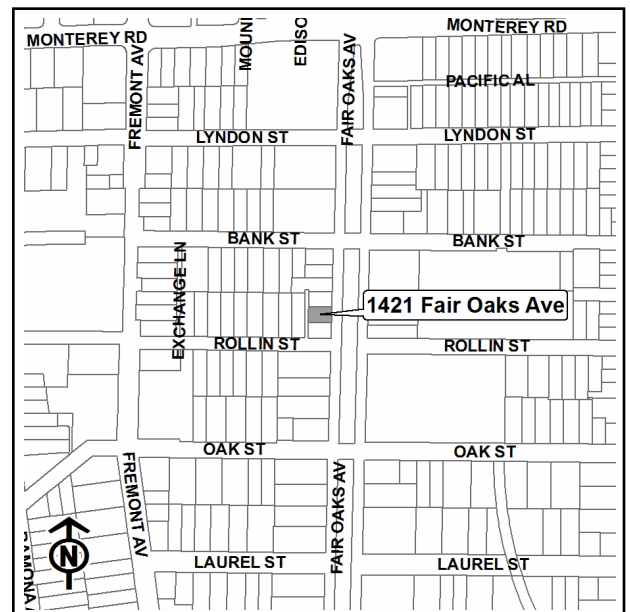 MONTEREY RD
FREMONT AV
MOUN
EDISO
FAIR OAKS AV
MONTEREY RD
PACIFIC AL
LYNDON ST
LYNDON ST
BANK ST
BANK ST
EXCHANGE LN
1421 Fair Oaks Ave
ROLLIN ST
ROLLIN ST
OAK ST
OAK ST
FREMONT AV
FAIR OAKS AV
LAUREL ST
LAUREL ST
RAMONA
N